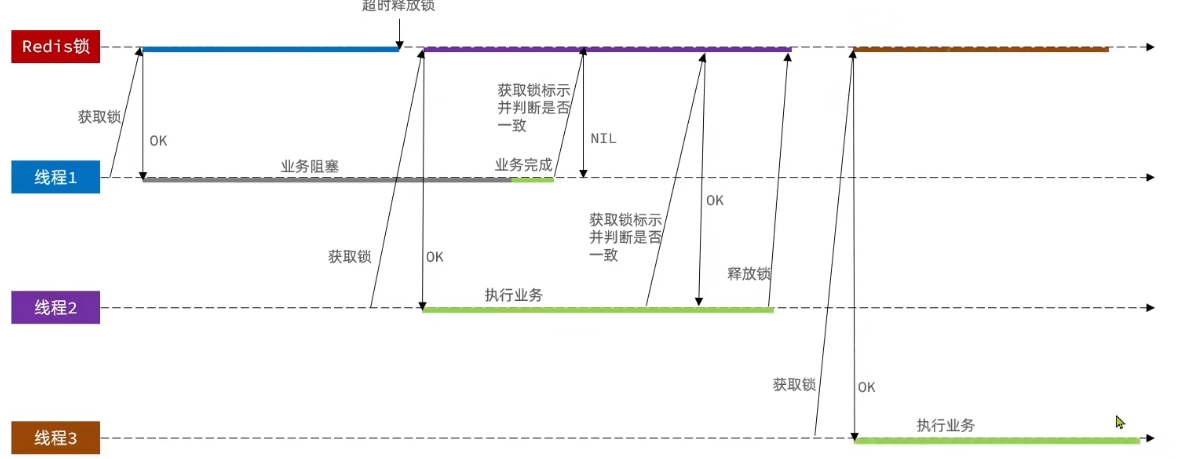 超时释放锁
Redis锁
获取锁
OK
获取锁标示
并判断是否
一致
NIL
线程1
业务阻塞
业务完成
获取锁
OK
获取锁标示
并判断是否
一致
OK
释放锁
线程2
执行业务
获取锁
OK
线程3
执行业务